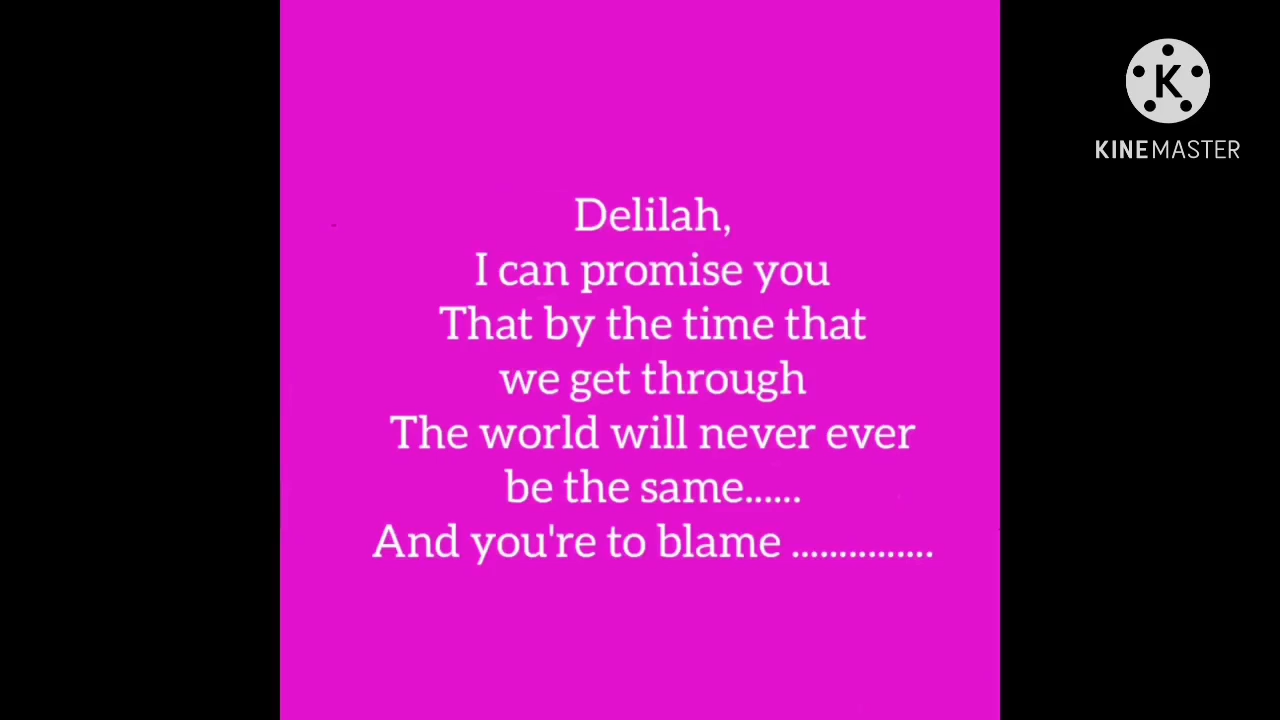 Delilah,
I can promise you
That by the time that
we get through
The world will never ever
be the same......
And you're to blame ...............
K
KINEMASTER